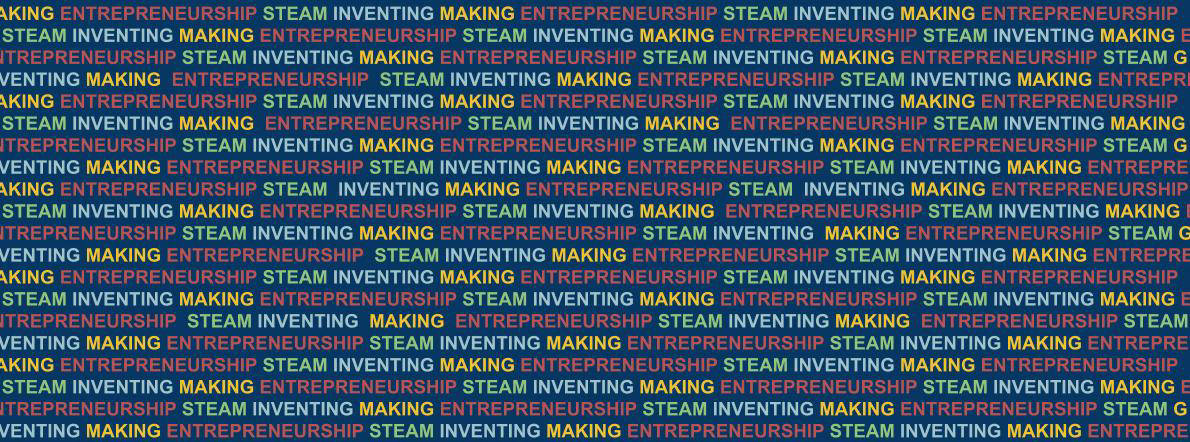 AKING ENTREPRENEURSHIP STEAM INVENTING MAKING ENTREPRENEURSHIP STEAM INVENTING MAKING ENTREPRENEURSHIP
STEAM INVENTING MAKING ENTREPRENEURSHIP STEAM INVENTING MAKING ENTREPRENEURSHIP STEAM INVENTING MAKING E
NTREPRENEURSHIP STEAM INVENTING MAKING ENTREPRENEURSHIP STEAM INVENTING MAKING ENTREPRENEURSHIP STEAM G
VENTING MAKING ENTREPRENEURSHIP STEAM INVENTING MAKING ENTREPRENEURSHIP STEAM INVENTING MAKING ENTREPR
AKING ENTREPRENEURSHIP STEAM INVENTING MAKING ENTREPRENEURSHIP STEAM INVENTING MAKING ENTREPRENEURSHIP
STEAM INVENTING MAKING ENTREPRENEURSHIP STEAM INVENTING MAKING ENTREPRENEURSHIP STEAM INVENTING MAKING
NTREPRENEURSHIP STEAM INVENTING MAKING ENTREPRENEURSHIP STEAM INVENTING MAKING ENTREPRENEURSHIP STEAM G
VENTING MAKING ENTREPRENEURSHIP STEAM INVENTING MAKING ENTREPRENEURSHIP STEAM INVENTING MAKING ENTREPRE
AKING ENTREPRENEURSHIP STEAM INVENTING MAKING ENTREPRENEURSHIP STEAM INVENTING MAKING ENTREPRENEURSHIP
STEAM INVENTING MAKING ENTREPRENEURSHIP STEAM INVENTING MAKING ENTREPRENEURSHIP STEAM INVENTING MAKING
NTREPRENEURSHIP STEAM INVENTING MAKING ENTREPRENEURSHIP STEAM INVENTING MAKING ENTREPRENEURSHIP STEAM G
VENTING MAKING ENTREPRENEURSHIP STEAM INVENTING MAKING ENTREPRENEURSHIP STEAM INVENTING MAKING ENTREPRE
AKING ENTREPRENEURSHIP STEAM INVENTING MAKING ENTREPRENEURSHIP STEAM INVENTING MAKING ENTREPRENEURSHIP
STEAM INVENTING MAKING ENTREPRENEURSHIP STEAM INVENTING MAKING ENTREPRENEURSHIP STEAM INVENTING MAKING E
NTREPRENEURSHIP STEAM INVENTING MAKING ENTREPRENEURSHIP STEAM INVENTING MAKING ENTREPRENEURSHIP STEAM
VENTING MAKING ENTREPRENEURSHIP STEAM INVENTING MAKING ENTREPRENEURSHIP STEAM INVENTING MAKING ENTREPRE
AKING ENTREPRENEURSHIP STEAM INVENTING MAKING ENTREPRENEURSHIP STEAM INVENTING MAKING ENTREPRENEURSHIP
STEAM INVENTING MAKING ENTREPRENEURSHIP STEAM INVENTING MAKING ENTREPRENEURSHIP STEAM INVENTING MAKING E
NTREPRENEURSHIP STEAM INVENTING MAKING ENTREPRENEURSHIP STEAM INVENTING MAKING ENTREPRENEURSHIP STEAM G
VENTING MAKING ENTREPRENEURSHIP STEAM INVENTING MAKING ENTREPRENEURSHIP STEAM INVENTING MAKING ENTREPRE